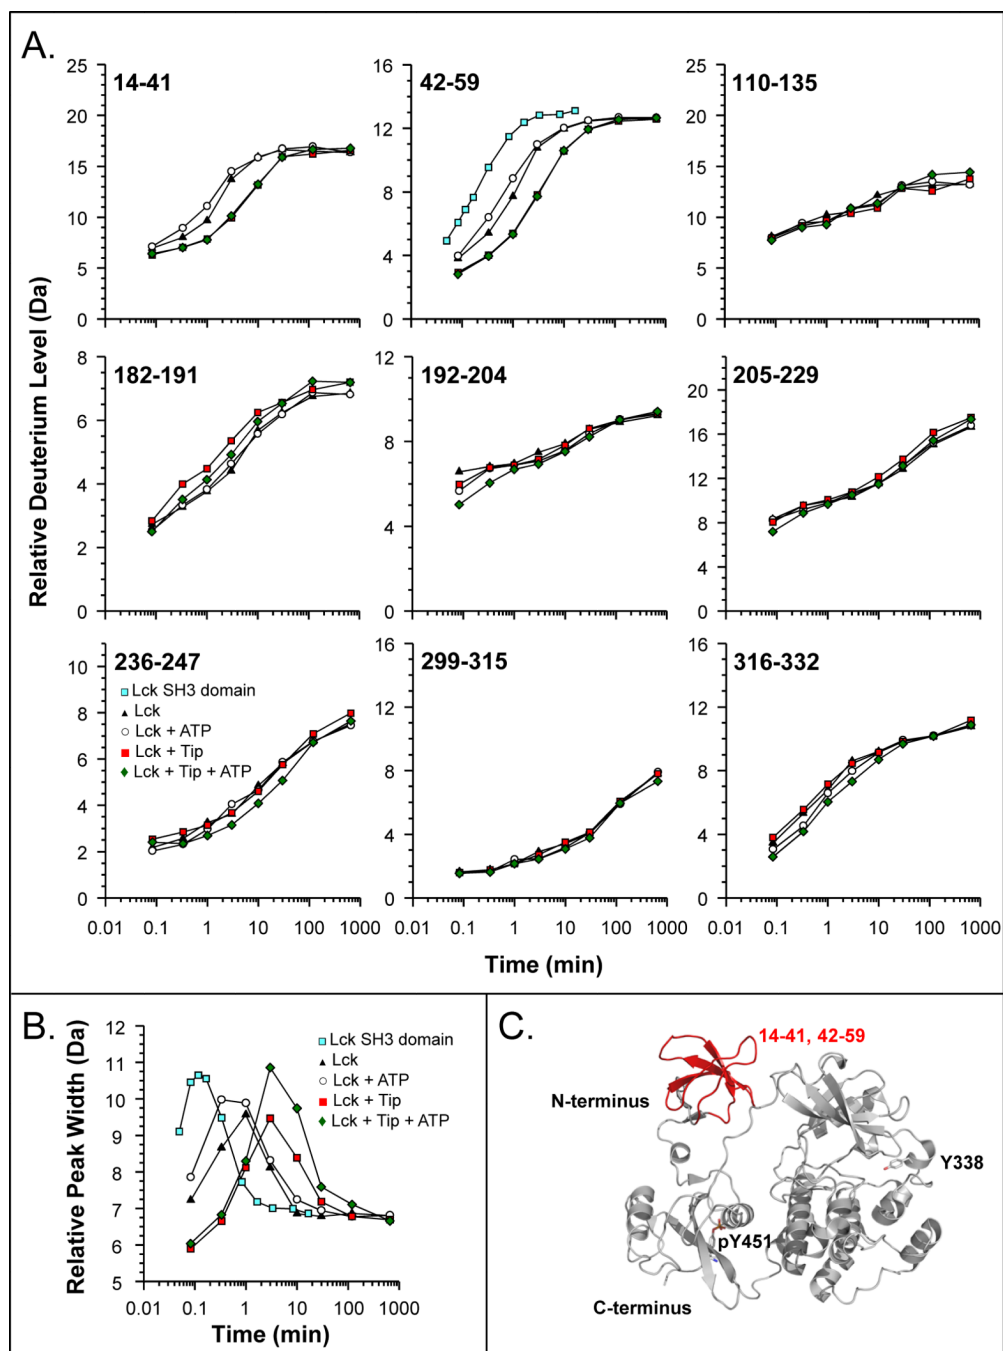 A.
Relative Deuterium Level (Da)
14-41
25
20
15
10
5
0
42-59
16
12
8
4
0
110-135
25
20
15
10
5
0
182-191
8
6
4
2
0
192-204
12
8
4
0
205-229
20
16
12
8
4
0
236-247
10
8
6
4
2
0
Lck SH3 domain
Lck
Lck + ATP
Lck + Tip
Lck + Tip + ATP
299-315
16
12
8
4
0
316-332
16
12
8
4
0
0.01 0.1 1 10 100 1000
0.01 0.1 1 10 100 1000
0.01 0.1 1 10 100 1000
Time (min)
B.
Relative Peak Width (Da)
12
11
10
9
8
7
6
5
Lck SH3 domain
Lck
Lck + ATP
Lck + Tip
Lck + Tip + ATP
0.01 0.1 1 10 100 1000
Time (min)
C.
14-41, 42-59
N-terminus
Y338
pY451
C-terminus